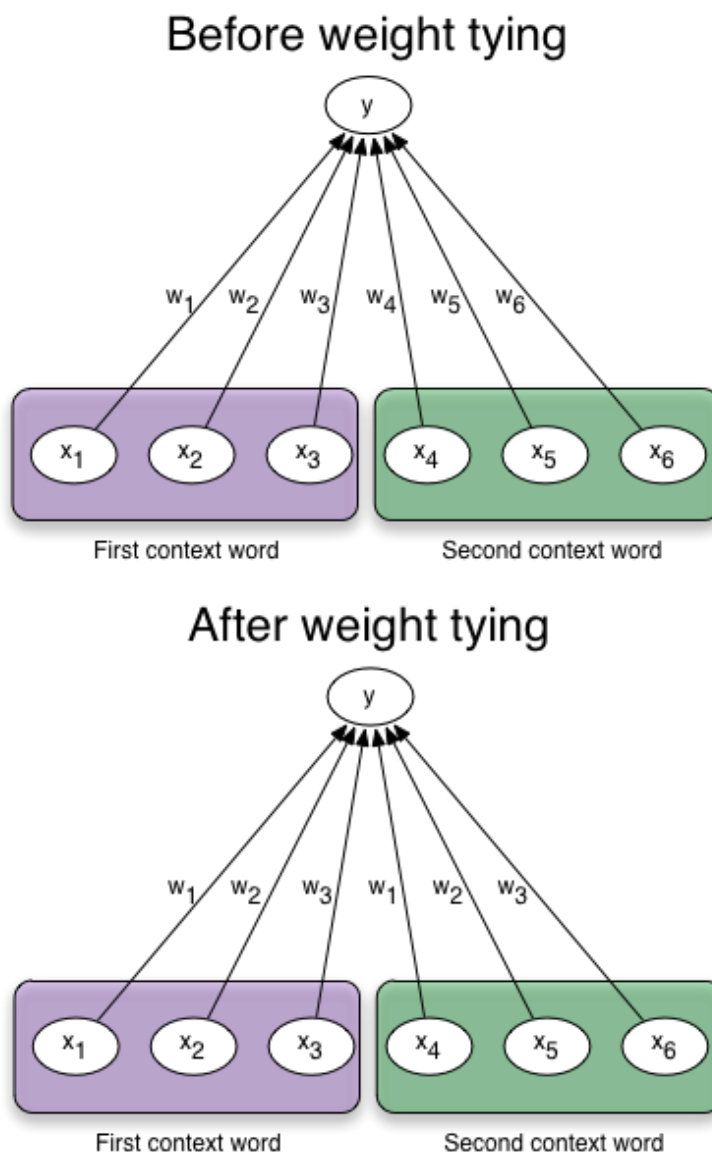 Before weight tying
y
w1 w2 w3 w4 w5 w6
x1 x2 x3 x4 x5 x6
First context word Second context word
After weight tying
y
w1 w2 w3 w1 w2 w3
x1 x2 x3 x4 x5 x6
First context word Second context word